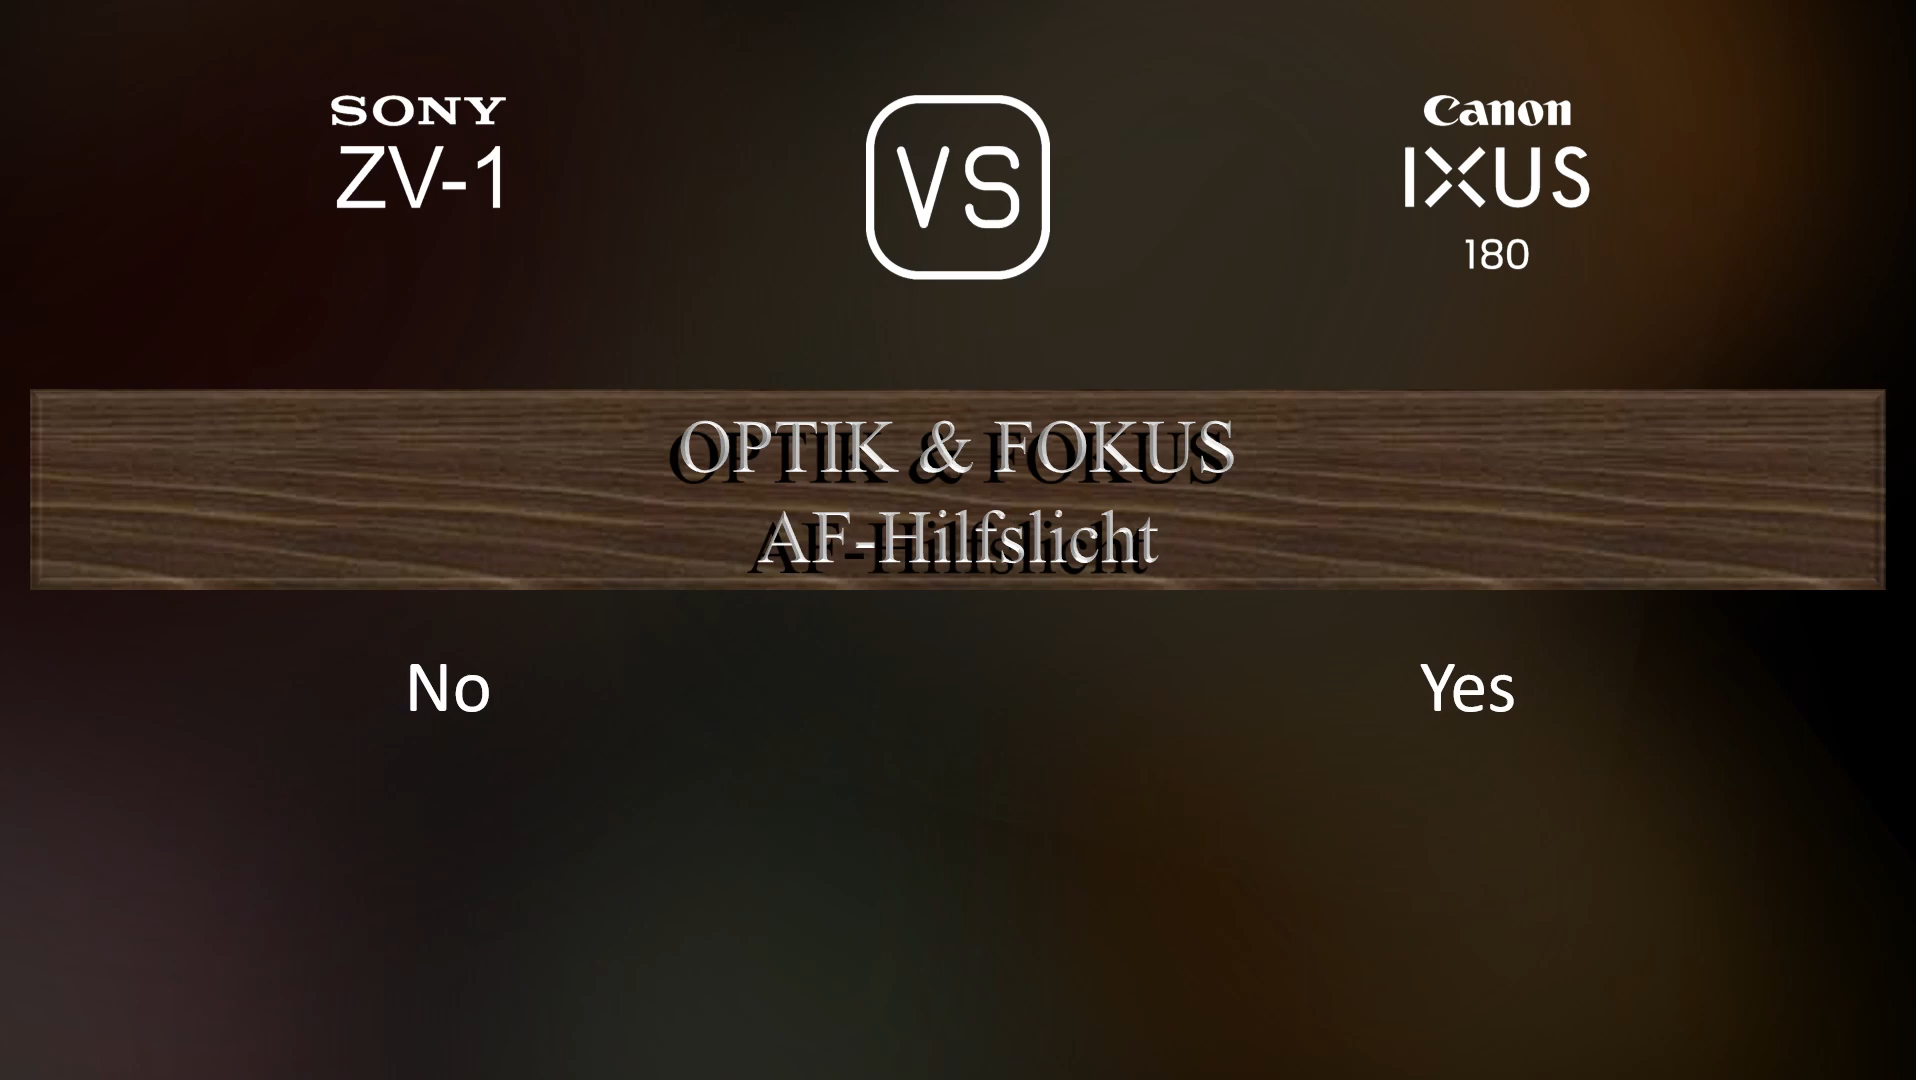 SONY
ZV-1
VS
Canon
IXUS
180
OPTIK & FOKUS
AF-Hilfslicht
No
Yes